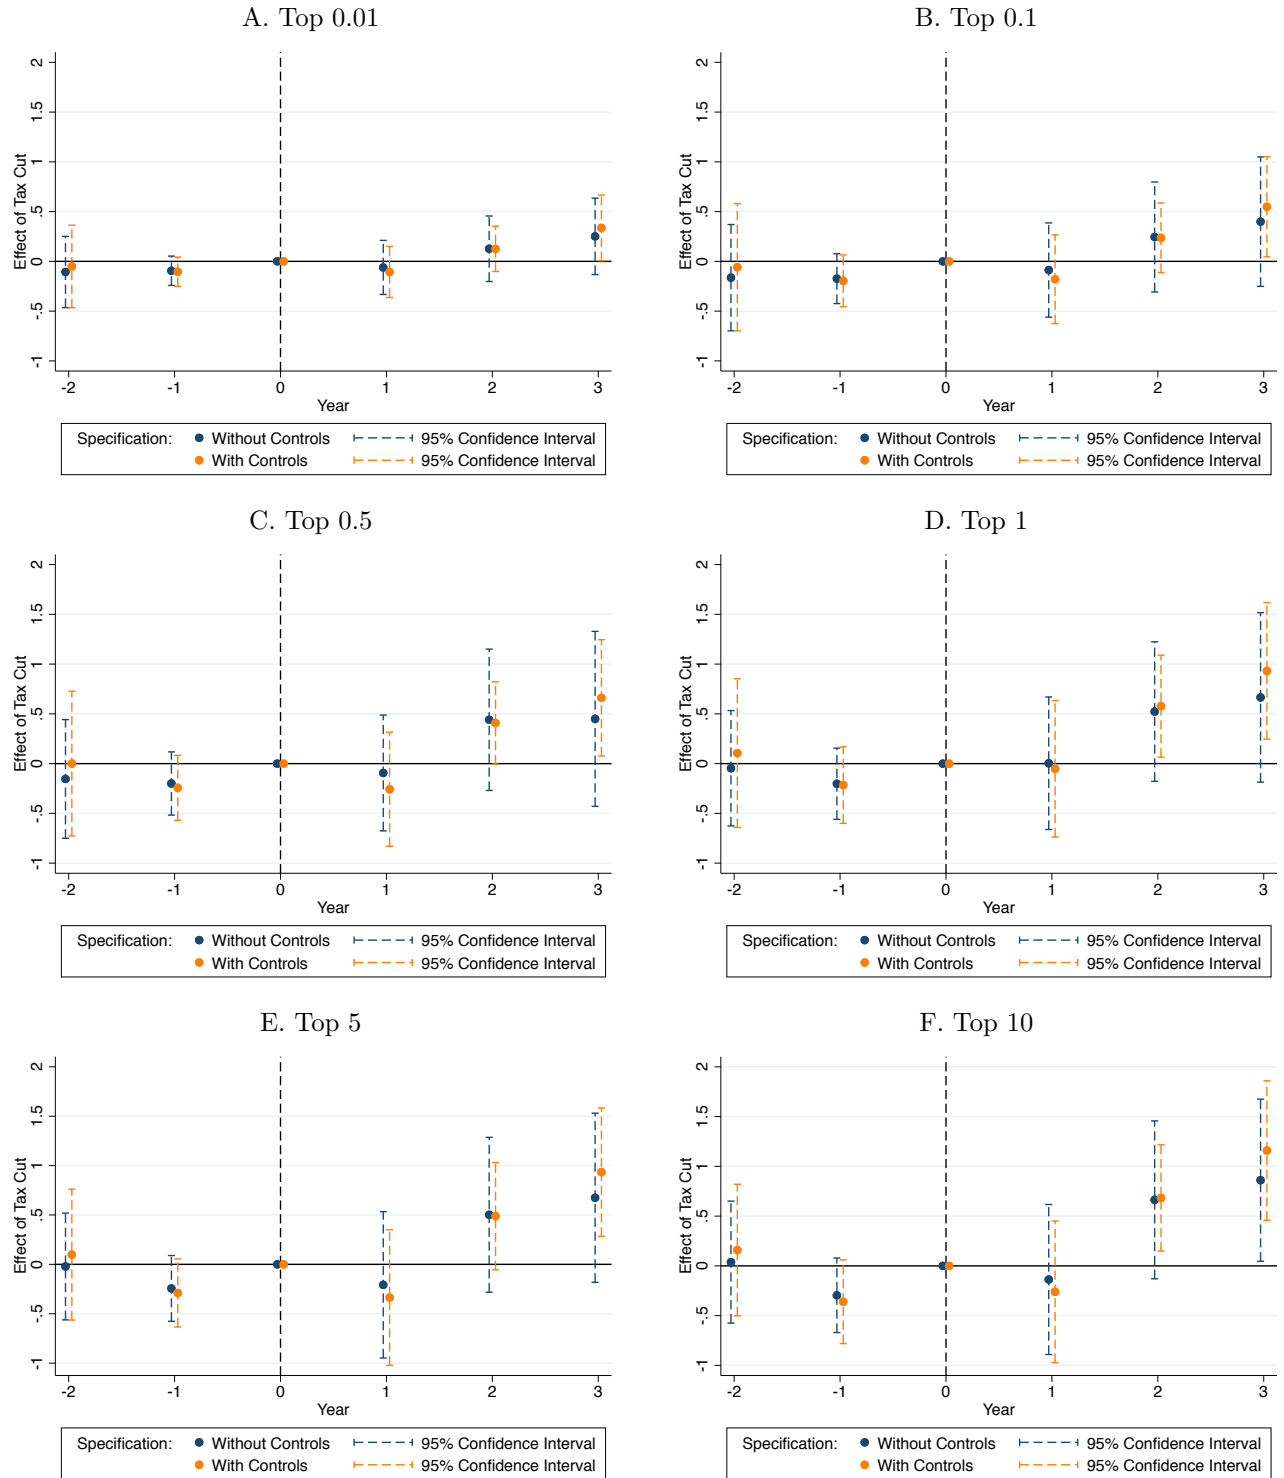 A. Top 0.01
Effect of Tax Cut
2
1.5
1
.5
0
-.5
-1
-2
-1
0
1
2
3
Year
Specification: Without Controls 95% Confidence Interval
With Controls 95% Confidence Interval
B. Top 0.1
Effect of Tax Cut
2
1.5
1
.5
0
-.5
-1
-2
-1
0
1
2
3
Year
Specification: Without Controls 95% Confidence Interval
With Controls 95% Confidence Interval
C. Top 0.5
Effect of Tax Cut
2
1.5
1
.5
0
-.5
-1
-2
-1
0
1
2
3
Year
Specification: Without Controls 95% Confidence Interval
With Controls 95% Confidence Interval
D. Top 1
Effect of Tax Cut
2
1.5
1
.5
0
-.5
-1
-2
-1
0
1
2
3
Year
Specification: Without Controls 95% Confidence Interval
With Controls 95% Confidence Interval
E. Top 5
Effect of Tax Cut
2
1.5
1
.5
0
-.5
-1
-2
-1
0
1
2
3
Year
Specification: Without Controls 95% Confidence Interval
With Controls 95% Confidence Interval
F. Top 10
Effect of Tax Cut
2
1.5
1
.5
0
-.5
-1
-2
-1
0
1
2
3
Year
Specification: Without Controls 95% Confidence Interval
With Controls 95% Confidence Interval